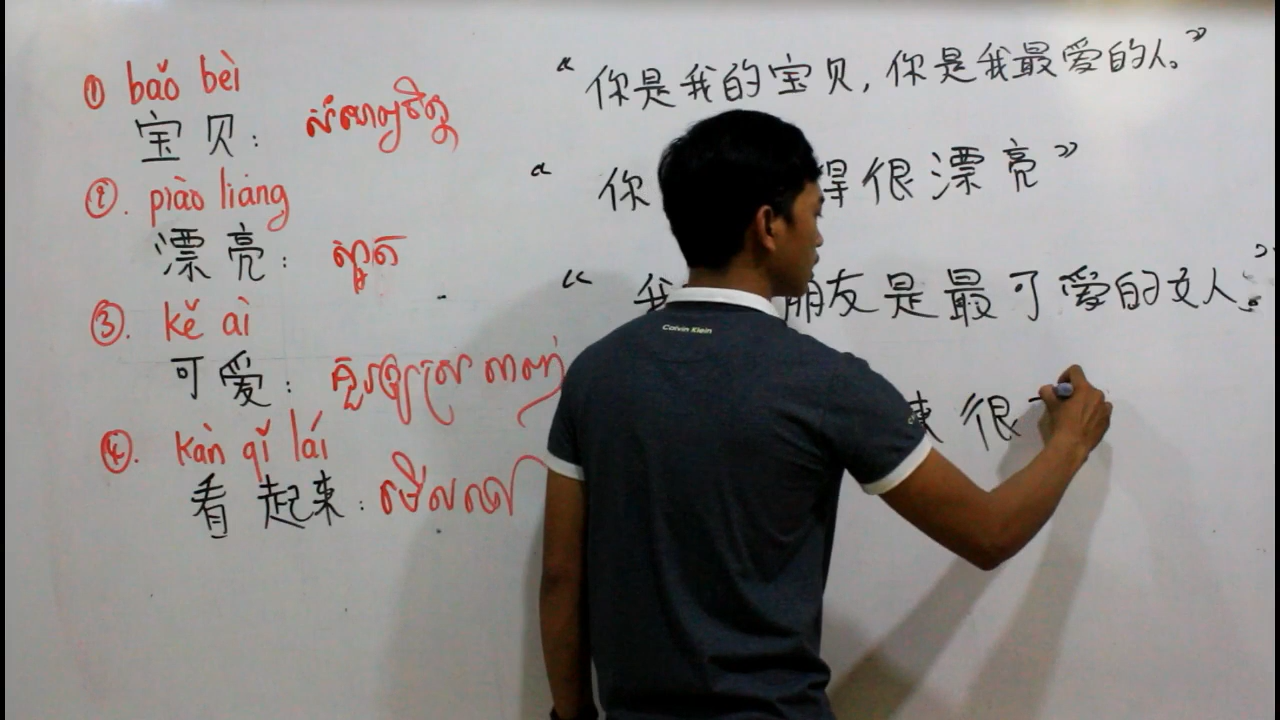 ① bǎo bèi
宝贝: សំណព្វចិត្ត
②. piào liàng
漂亮: ស្អាត
③. kě ài
可爱: គួរឲ្យស្រលាញ់
④. kàn qǐ lái
看起来: មើលទៅ
“你是我的宝贝,你是我最爱的人。”
“你 得很漂亮”
“我 朋友是最可爱的女人。”
很
Calvin Klein